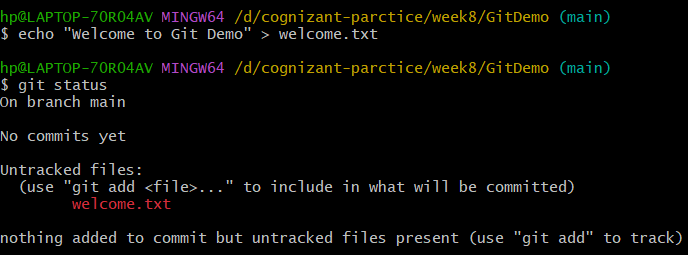 hp@LAPTOP-7ORO4AV MINGW64 /d/cognizant-parctice/week8/GitDemo (main)
$ echo "Welcome to Git Demo" > welcome.txt
hp@LAPTOP-7ORO4AV MINGW64 /d/cognizant-parctice/week8/GitDemo (main)
$ git status
On branch main
No commits yet
Untracked files:
  (use "git add <file>..." to include in what will be committed)
        welcome.txt
nothing added to commit but untracked files present (use "git add" to track)